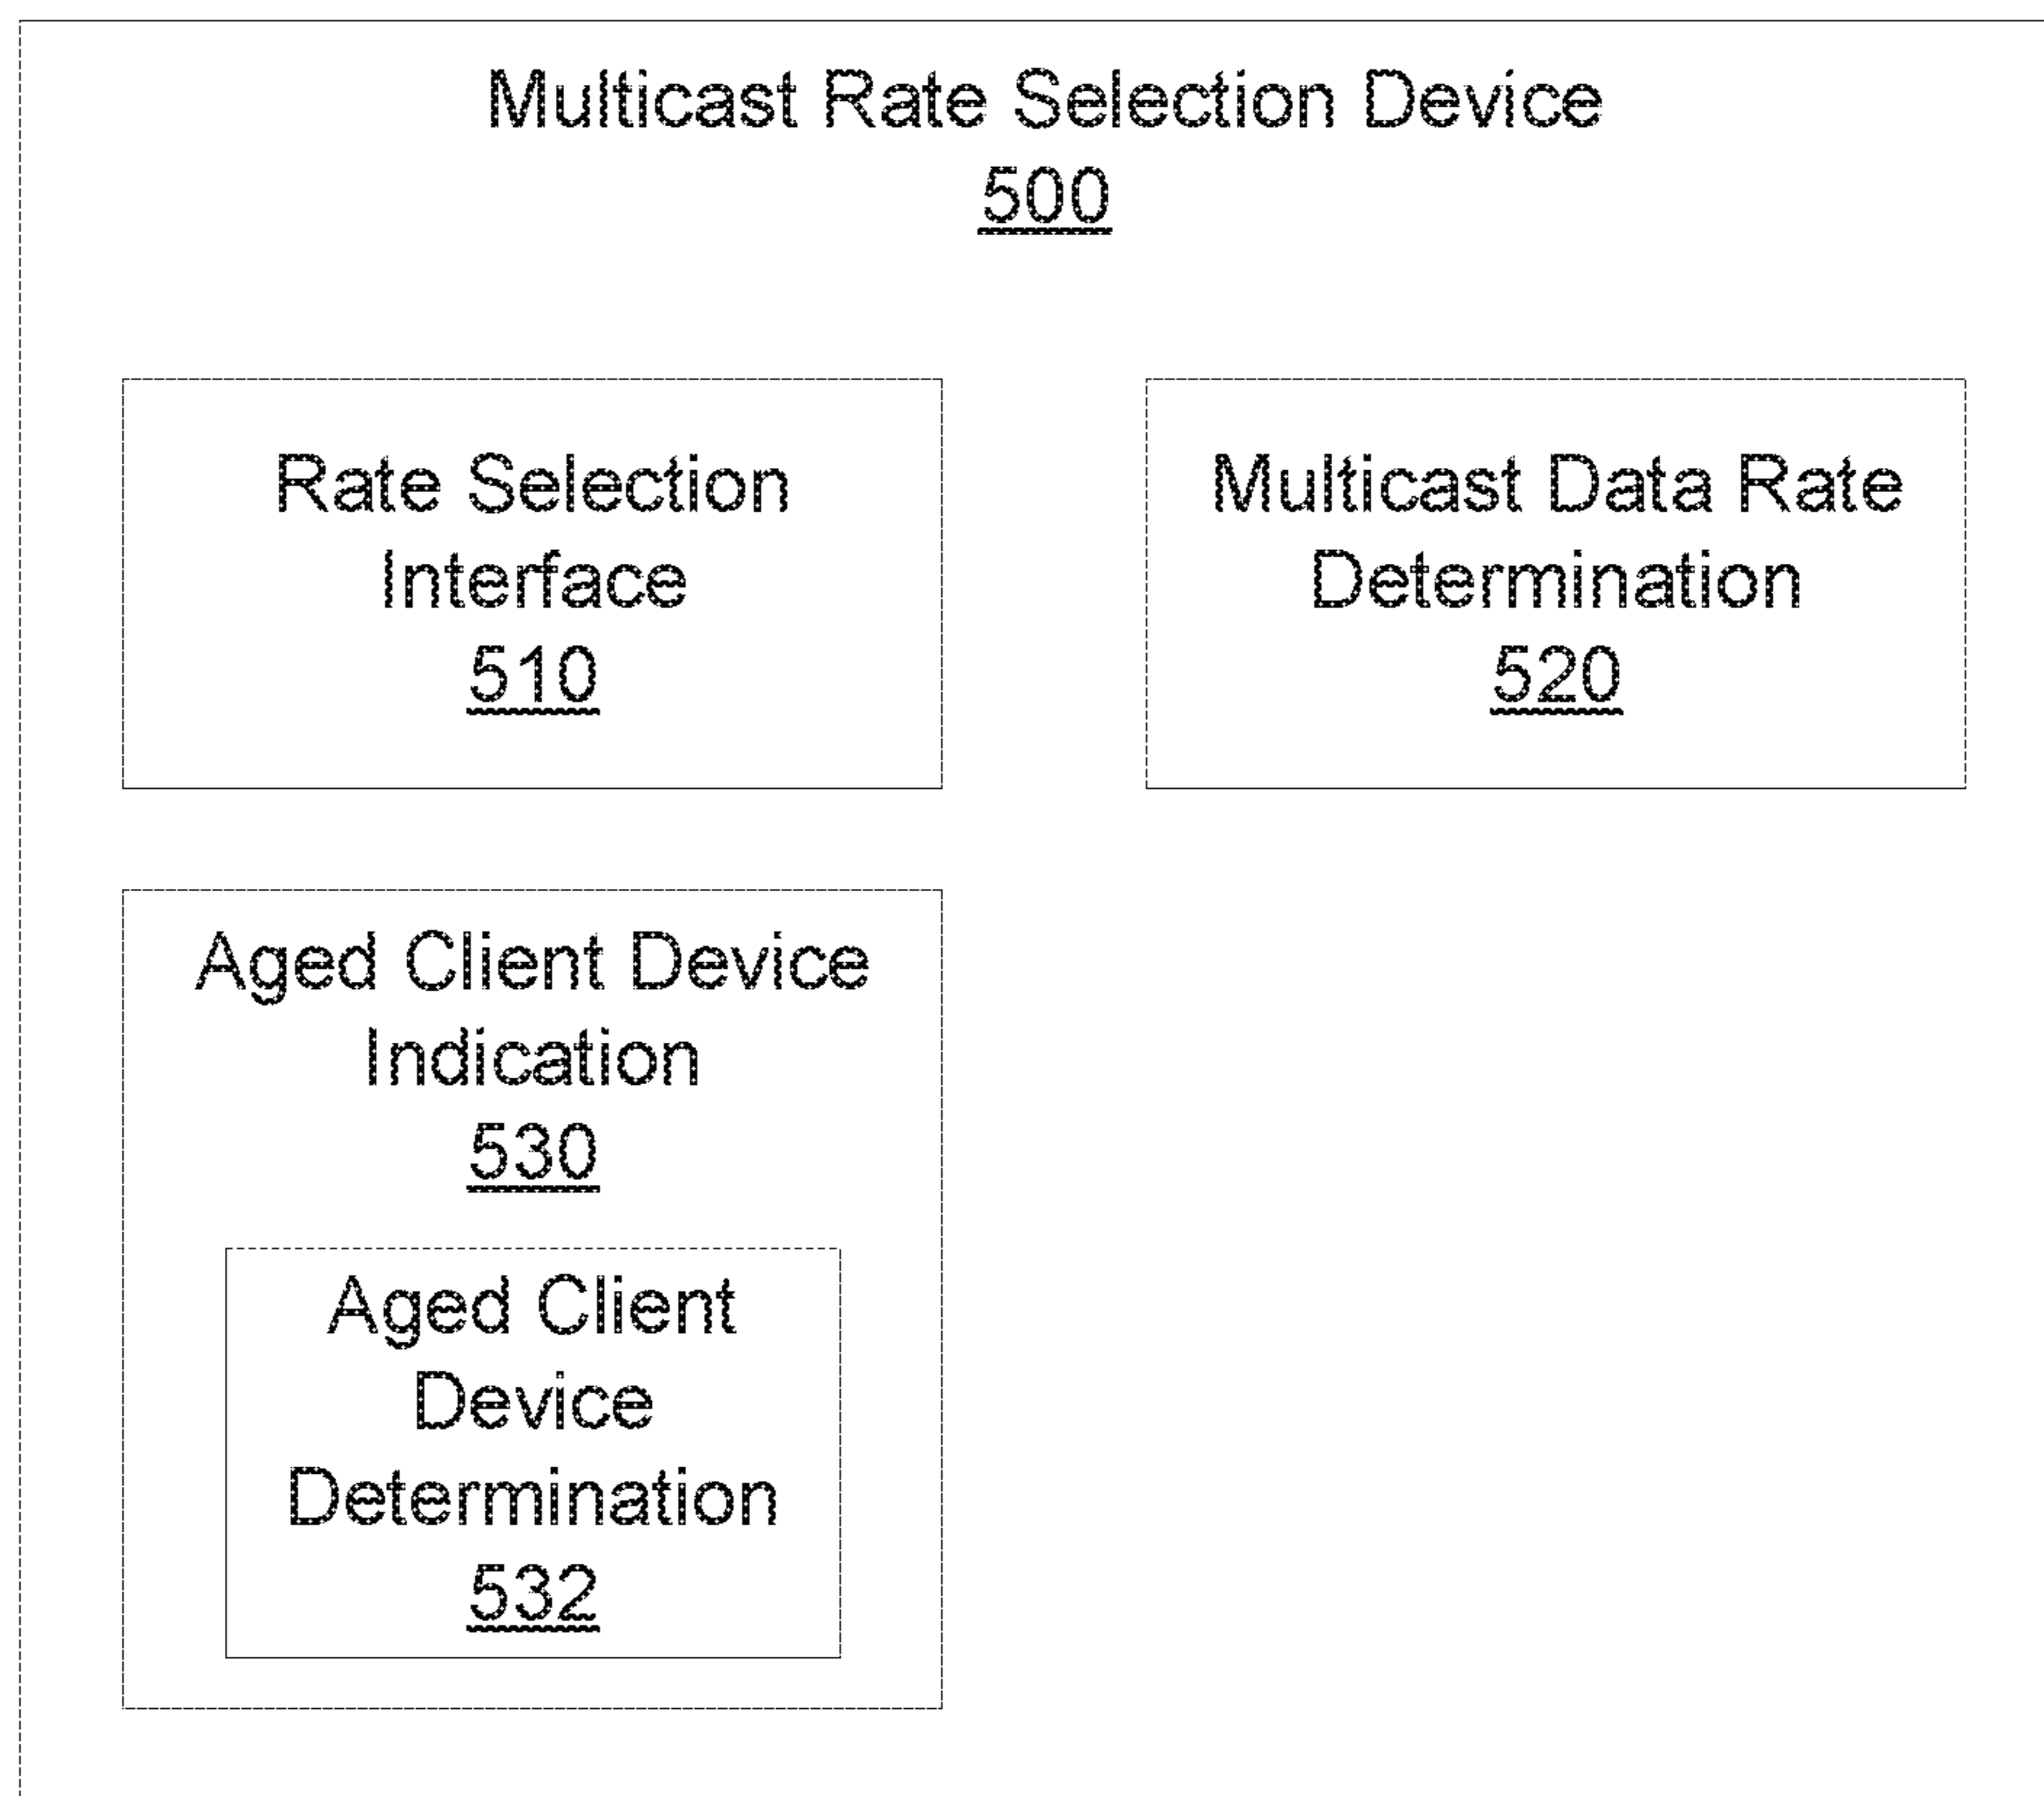 Multicast Rate Selection Device
500
Rate Selection
Interface
510
Multicast Data Rate
Determination
520
Aged Client Device
Indication
530
Aged Client
Device
Determination
532